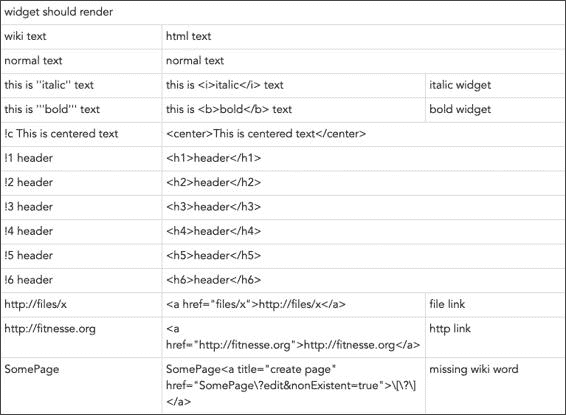 widget should render
wiki text html text
normal text normal text
this is ''italic'' text this is <i>italic</i> text italic widget
this is '''bold''' text this is <b>bold</b> text bold widget
!c This is centered text <center>This is centered text</center>
!1 header <h1>header</h1>
!2 header <h2>header</h2>
!3 header <h3>header</h3>
!4 header <h4>header</h4>
!5 header <h5>header</h5>
!6 header <h6>header</h6>
http://files/x <a href="files/x">http://files/x</a> file link
http://fitnesse.org <a http link
href="http://fitnesse.org">http://fitnesse.org</a>
SomePage SomePage<a title="create page" missing wiki word
href="SomePage\?edit&nonExistent=true">\[\?\]
</a>